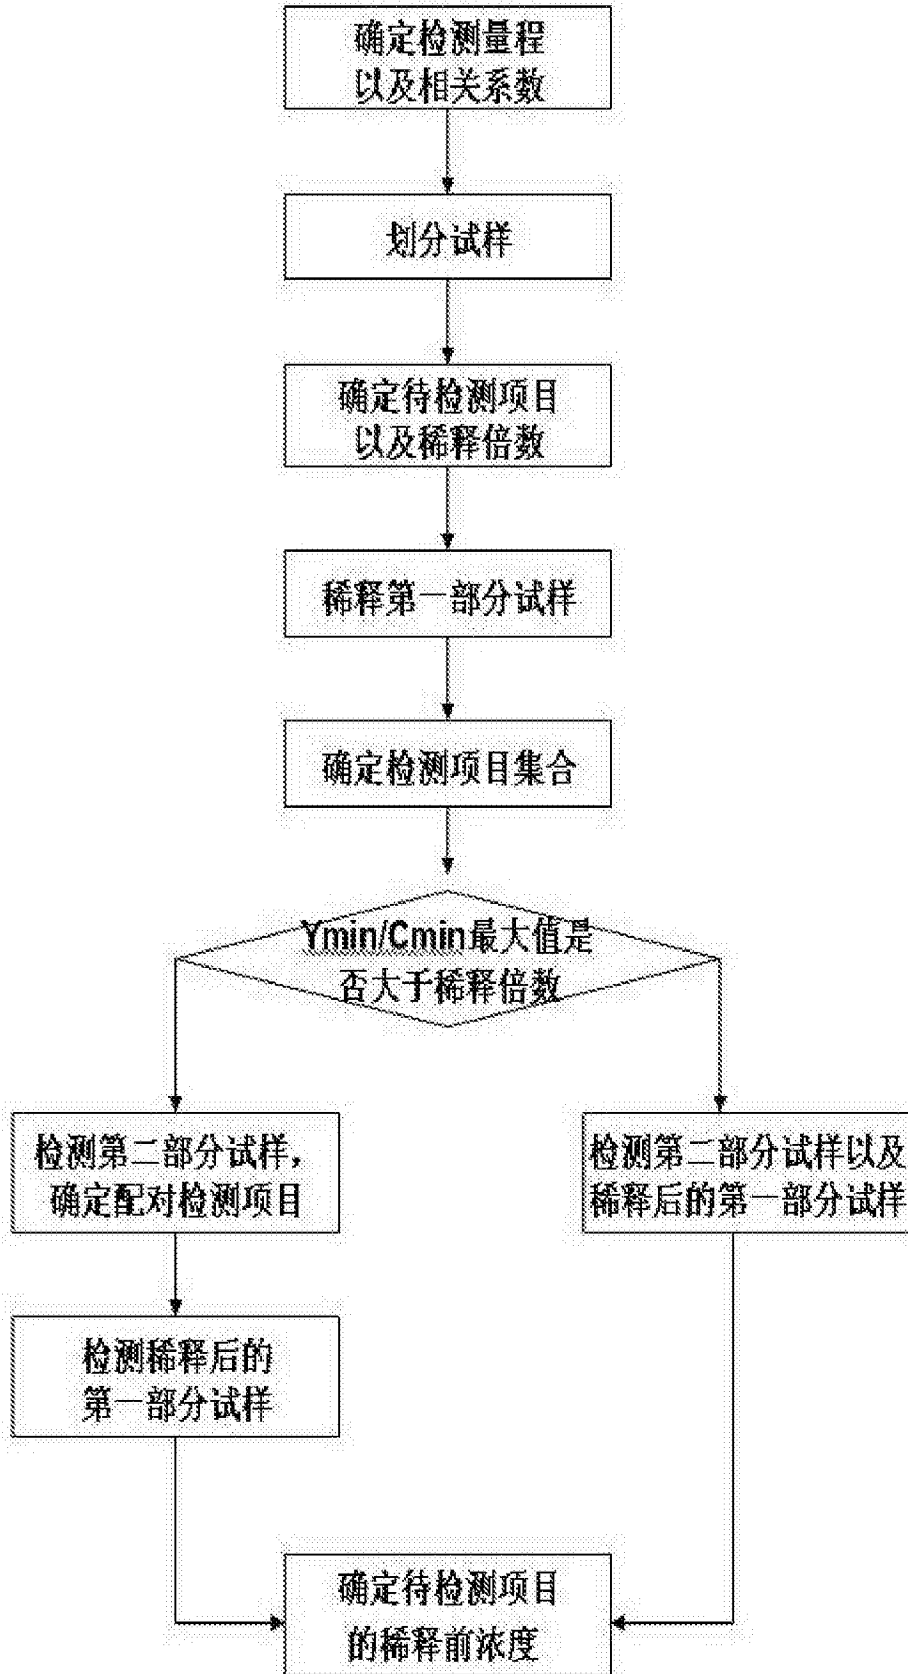 确定检测量程
以及相关系数
划分试样
确定待检测项目
以及稀释倍数
稀释第一部分试样
确定检测项目集合
Ymin/Cmin最大值是
否大于稀释倍数
检测第二部分试样，
确定配对检测项目
检测第二部分试样以及
稀释后的第一部分试样
检测稀释后的
第一部分试样
确定待检测项目
的稀释前浓度